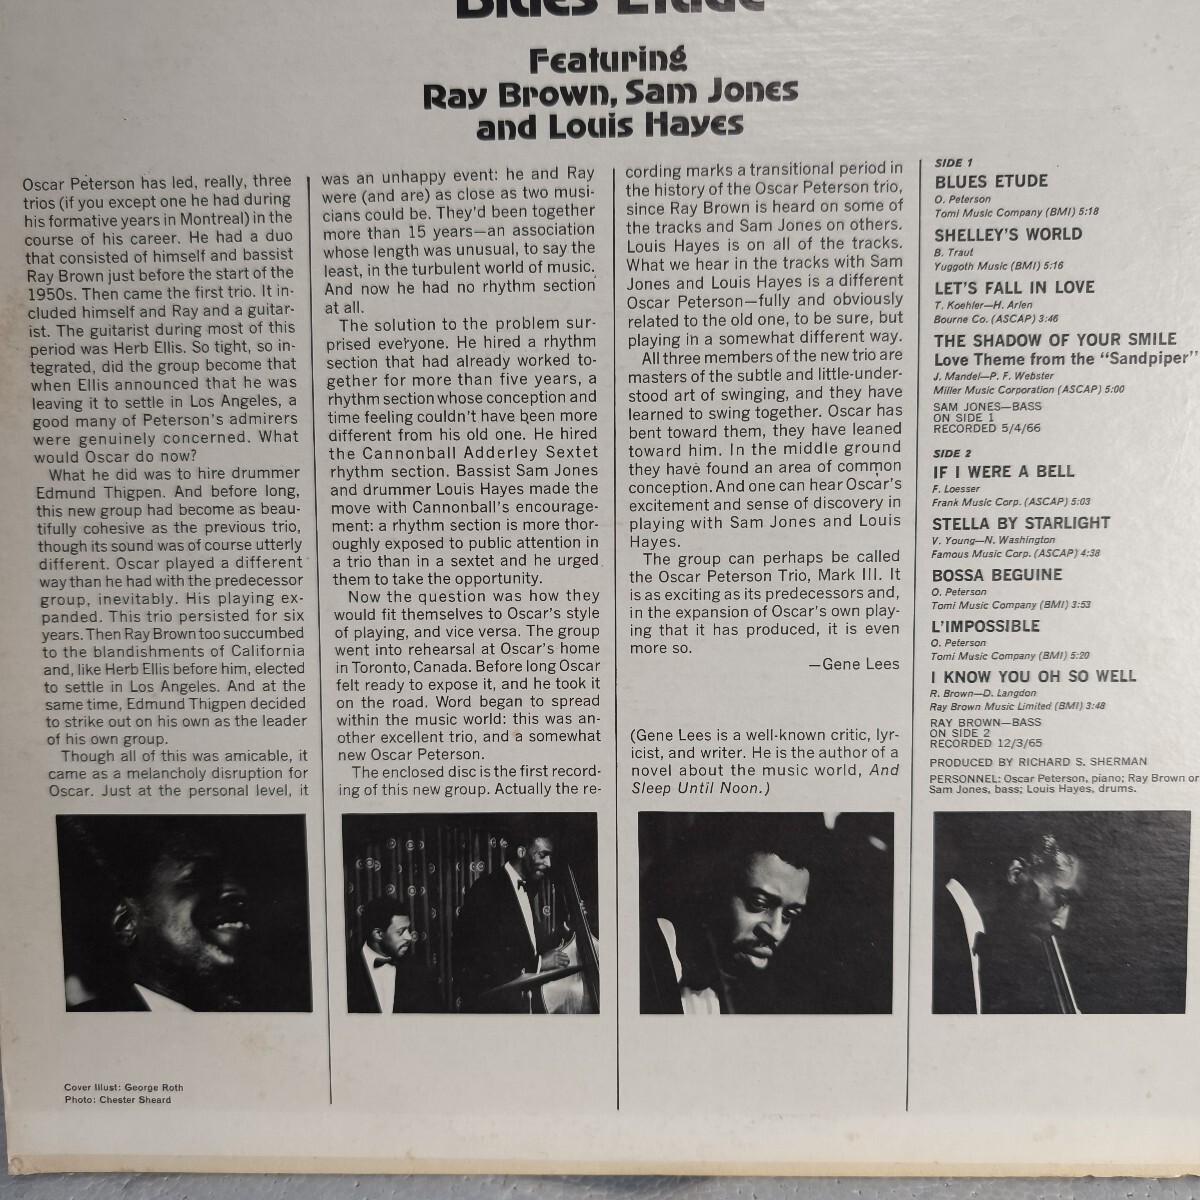 Blues Etude
Featuring
Ray Brown, Sam Jones
and Louis Hayes
Oscar Peterson has led, really, three
trios (if you except one he had during
his formative years in Montreal) in the
course of his career. He had a duo
that consisted of himself and bassist
Ray Brown just before the start of the
1950s. Then came the first trio. It in-
cluded himself and Ray and a guitar-
ist. The guitarist during most of this
period was Herb Ellis. So tight, so in-
tegrated, did the group become that
when Ellis announced that he was
leaving it to settle in Los Angeles, a
good many of Peterson's admirers
were genuinely concerned. What
would Oscar do now?
What he did was to hire drummer
Edmund Thigpen. And before long,
this new group had become as beau-
tifully cohesive as the previous trio,
though its sound was of course utterly
different. Oscar played a different
way than he had with the predecessor
group, inevitably. His playing ex-
panded. This trio persisted for six
years. Then Ray Brown too succumbed
to the blandishments of California
and, like Herb Ellis before him, elected
to settle in Los Angeles. And at the
same time, Edmund Thigpen decided
to strike out on his own as the leader
of his own group.
Though all of this was amicable, it
came as a melancholy disruption for
Oscar. Just at the personal level, it
was an unhappy event: he and Ray
were (and are) as close as two musi-
cians could be. They'd been together
more than 15 years—an association
whose length was unusual, to say the
least, in the turbulent world of music.
And now he had no rhythm section
at all.
The solution to the problem sur-
prised everyone. He hired a rhythm
section that had already worked to-
gether for more than five years, a
rhythm section whose conception and
time feeling couldn't have been more
different from his old one. He hired
the Cannonball Adderley Sextet
rhythm section. Bassist Sam Jones
and drummer Louis Hayes made the
move with Cannonball's encourage-
ment: a rhythm section is more thor-
oughly exposed to public attention in
a trio than in a sextet and he urged
them to take the opportunity.
Now the question was how they
would fit themselves to Oscar's style
of playing, and vice versa. The group
went into rehearsal at Oscar's home
in Toronto, Canada. Before long Oscar
felt ready to expose it, and he took it
on the road. Word began to spread
within the music world: this was an-
other excellent trio, and a somewhat
new Oscar Peterson.
The enclosed disc is the first record-
ing of this new group. Actually the re-
cording marks a transitional period in
the history of the Oscar Peterson trio,
since Ray Brown is heard on some of
the tracks and Sam Jones on others.
Louis Hayes is on all of the tracks.
What we hear in the tracks with Sam
Jones and Louis Hayes is a different
Oscar Peterson—fully and obviously
related to the old one, to be sure, but
playing in a somewhat different way.
All three members of the new trio are
masters of the subtle and little-under-
stood art of swinging, and they have
learned to swing together. Oscar has
bent toward them, they have leaned
toward him. In the middle ground
they have found an area of common
conception. And one can hear Oscar's
excitement and sense of discovery in
playing with Sam Jones and Louis
Hayes.
The group can perhaps be called
the Oscar Peterson Trio, Mark III. It
is as exciting as its predecessors and,
in the expansion of Oscar's own play-
ing that it has produced, it is even
more so.
—Gene Lees
(Gene Lees is a well-known critic, lyr-
icist, and writer. He is the author of a
novel about the music world, And
Sleep Until Noon.)
SIDE 1
BLUES ETUDE
O. Peterson
Tomi Music Company (BMI) 5:18
SHELLEY'S WORLD
B. Traut
Yuggoth Music (BMI) 5:16
LET'S FALL IN LOVE
T. Koehler—H. Arlen
Bourne Co. (ASCAP) 3:46
THE SHADOW OF YOUR SMILE
Love Theme from the "Sandpiper"
J. Mandel—P. F. Webster
Miller Music Corporation (ASCAP) 5:00
SAM JONES—BASS
ON SIDE 1
RECORDED 5/4/66
SIDE 2
IF I WERE A BELL
F. Loesser
Frank Music Corp. (ASCAP) 5:03
STELLA BY STARLIGHT
V. Young—N. Washington
Famous Music Corp. (ASCAP) 4:38
BOSSA BEGUINE
O. Peterson
Tomi Music Company (BMI) 3:53
L'IMPOSSIBLE
O. Peterson
Tomi Music Company (BMI) 5:20
I KNOW YOU OH SO WELL
R. Brown—D. Langdon
Ray Brown Music Limited (BMI) 3:48
RAY BROWN—BASS
ON SIDE 2
RECORDED 12/3/65
PRODUCED BY RICHARD S. SHERMAN
PERSONNEL: Oscar Peterson, piano; Ray Brown or
Sam Jones, bass; Louis Hayes, drums.
Cover Illust: George Roth
Photo: Chester Sheard